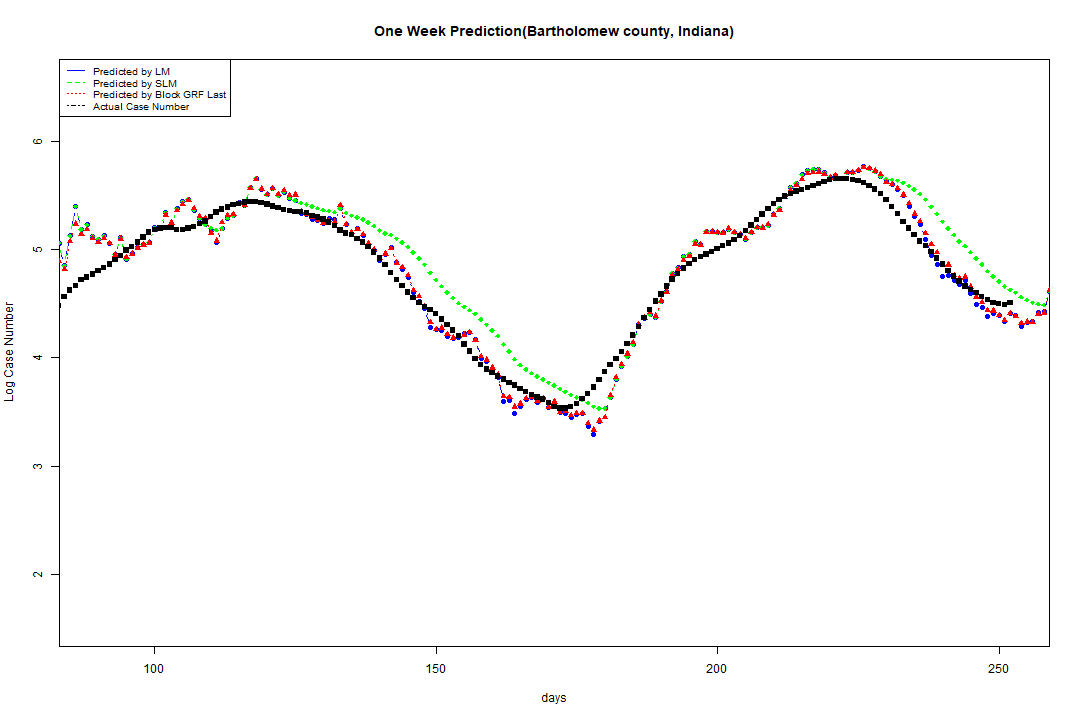 One Week Prediction(Bartholomew county, Indiana)
Predicted by LM
Predicted by SLM
Predicted by Block GRF Last
Actual Case Number
6
5
4
3
2
Log Case Number
100 150 200 250
days